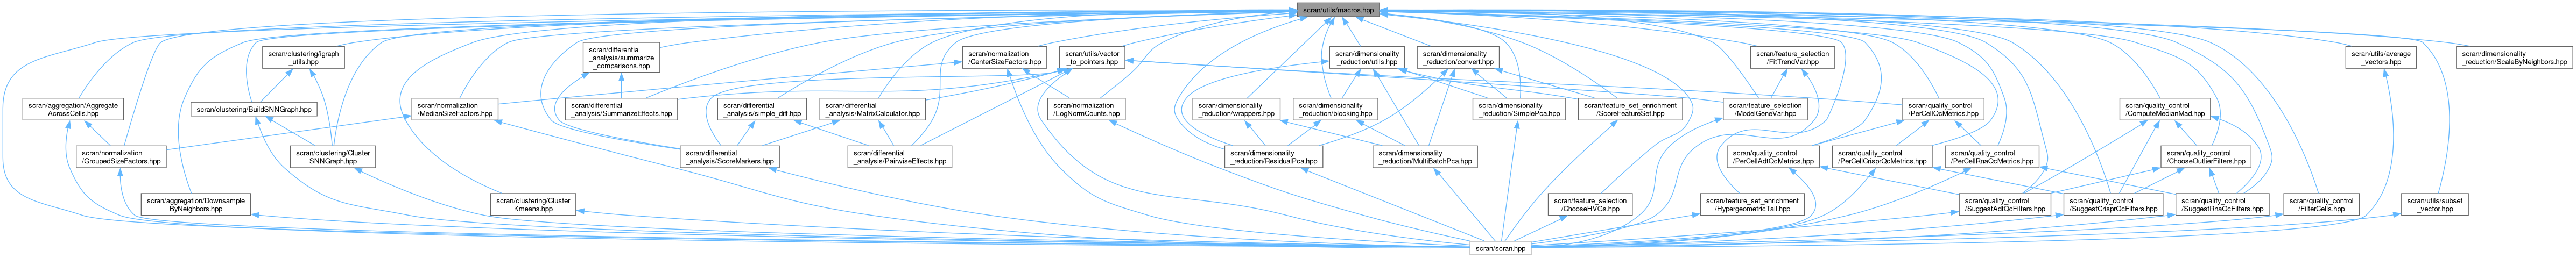 scran/utils/macros.hpp
scran/clustering/igraph
_utils.hpp
scran/differential
_analysis/summarize
_comparisons.hpp
scran/normalization
/CenterSizeFactors.hpp
scran/utils/vector
_to_pointers.hpp
scran/dimensionality
_reduction/utils.hpp
scran/dimensionality
_reduction/convert.hpp
scran/feature_selection
/FitTrendVar.hpp
scran/utils/average
_vectors.hpp
scran/dimensionality
_reduction/ScaleByNeighbors.hpp
scran/aggregation/Aggregate
AcrossCells.hpp
scran/clustering/BuildSNNGraph.hpp
scran/normalization
/MedianSizeFactors.hpp
scran/differential
_analysis/SummarizeEffects.hpp
scran/differential
_analysis/simple_diff.hpp
scran/differential
_analysis/MatrixCalculator.hpp
scran/normalization
/LogNormCounts.hpp
scran/dimensionality
_reduction/wrappers.hpp
scran/dimensionality
_reduction/blocking.hpp
scran/dimensionality
_reduction/SimplePca.hpp
scran/feature_set_enrichment
/ScoreFeatureSet.hpp
scran/feature_selection
/ModelGeneVar.hpp
scran/quality_control
/PerCellQcMetrics.hpp
scran/quality_control
/ComputeMedianMad.hpp
scran/normalization
/GroupedSizeFactors.hpp
scran/clustering/Cluster
SNNGraph.hpp
scran/differential
_analysis/ScoreMarkers.hpp
scran/differential
_analysis/PairwiseEffects.hpp
scran/dimensionality
_reduction/ResidualPca.hpp
scran/dimensionality
_reduction/MultiBatchPca.hpp
scran/quality_control
/PerCellAdtQcMetrics.hpp
scran/quality_control
/PerCellCrisprQcMetrics.hpp
scran/quality_control
/PerCellRnaQcMetrics.hpp
scran/quality_control
/ChooseOutlierFilters.hpp
scran/aggregation/Downsample
ByNeighbors.hpp
scran/clustering/Cluster
Kmeans.hpp
scran/feature_selection
/ChooseHVGs.hpp
scran/feature_set_enrichment
/HypergeometricTail.hpp
scran/quality_control
/SuggestAdtQcFilters.hpp
scran/quality_control
/SuggestCrisprQcFilters.hpp
scran/quality_control
/SuggestRnaQcFilters.hpp
scran/quality_control
/FilterCells.hpp
scran/utils/subset
_vector.hpp
scran/scran.hpp